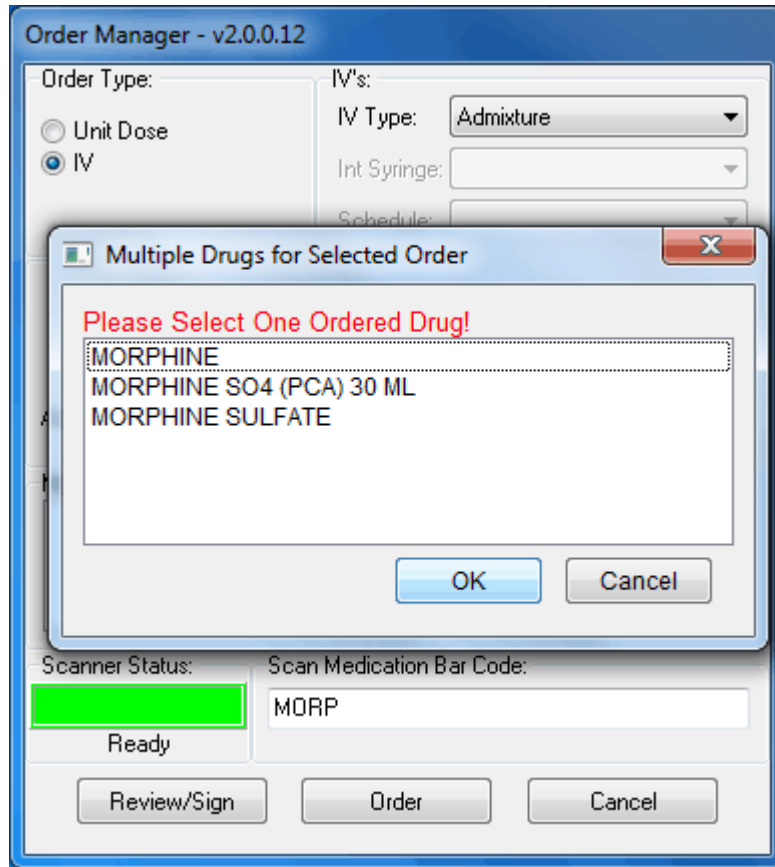 Order Manager - v2.0.0.12
Order Type:
Unit Dose
IV
IV's:
IV Type: Admixture
Int Syringe:
Schedule:
Multiple Drugs for Selected Order
Please Select One Ordered Drug!
MORPHINE
MORPHINE SO4 (PCA) 30 ML
MORPHINE SULFATE
OK Cancel
Scanner Status:
Ready
Scan Medication Bar Code:
MORP
Review/Sign Order Cancel